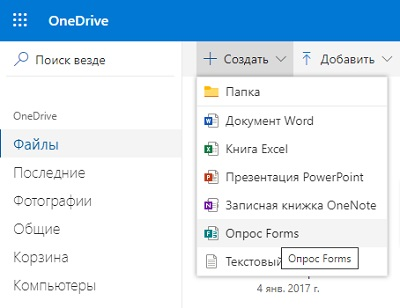 OneDrive
Поиск везде
Создать
Добавить
OneDrive
Файлы
Последние
Фотографии
Общие
Корзина
Компьютеры
Папка
Документ Word
Книга Excel
Презентация PowerPoint
Записная книжка OneNote
Опрос Forms
Текстовый
Опрос Forms
4 янв. 2017 г.